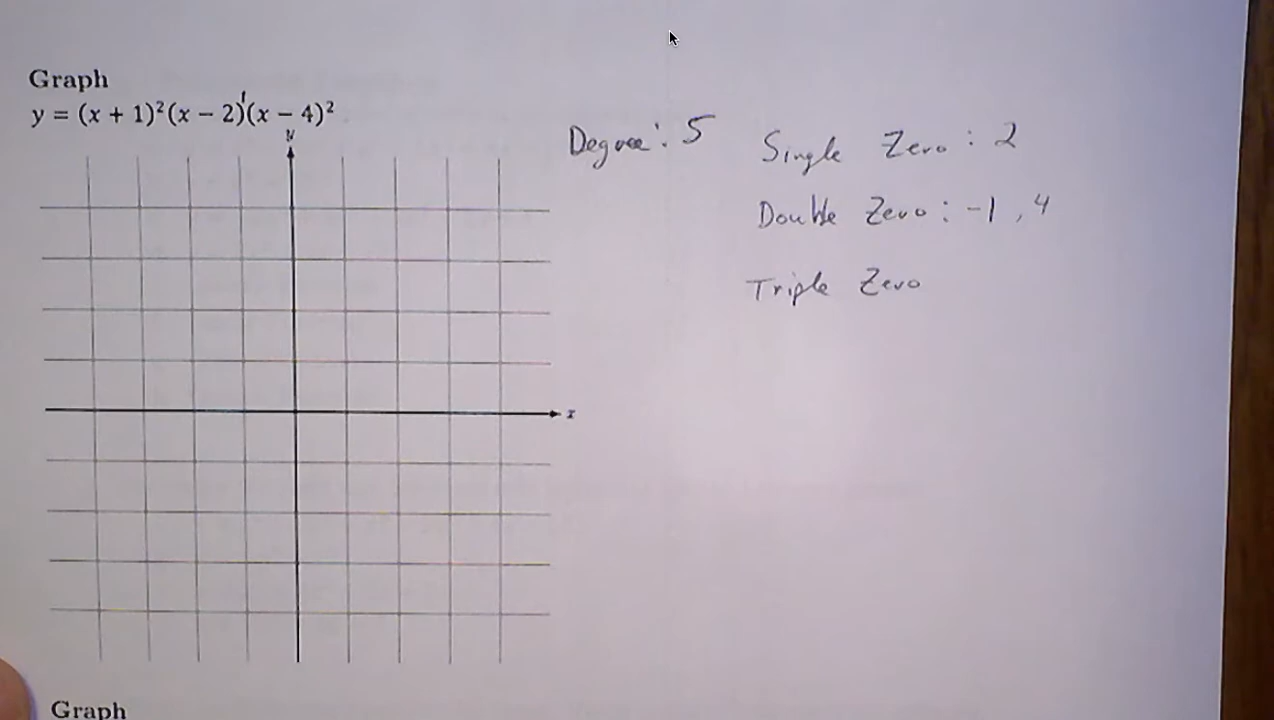 Graph
y = (x + 1)²(x − 2)¹(x − 4)²
y
Degree: 5
Single Zero : 2
Double Zero : -1 , 4
Triple Zero
x
Graph